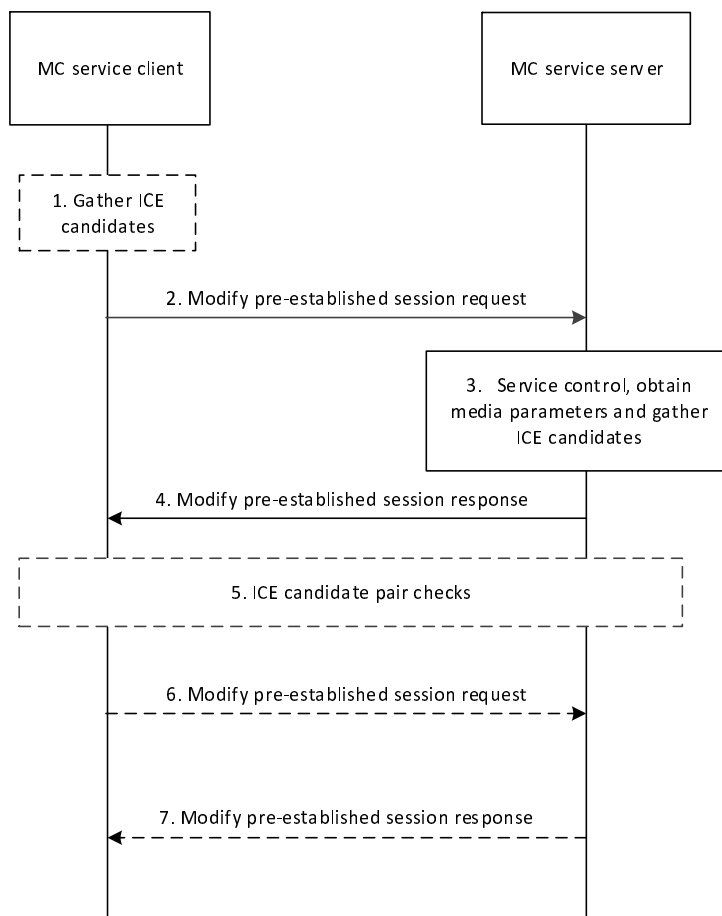 MC service client
MC service server
1. Gather ICE
candidates
2. Modify pre-established session request
3. Service control, obtain
media parameters and gather
ICE candidates
4. Modify pre-established session response
5. ICE candidate pair checks
6. Modify pre-established session request
7. Modify pre-established session response